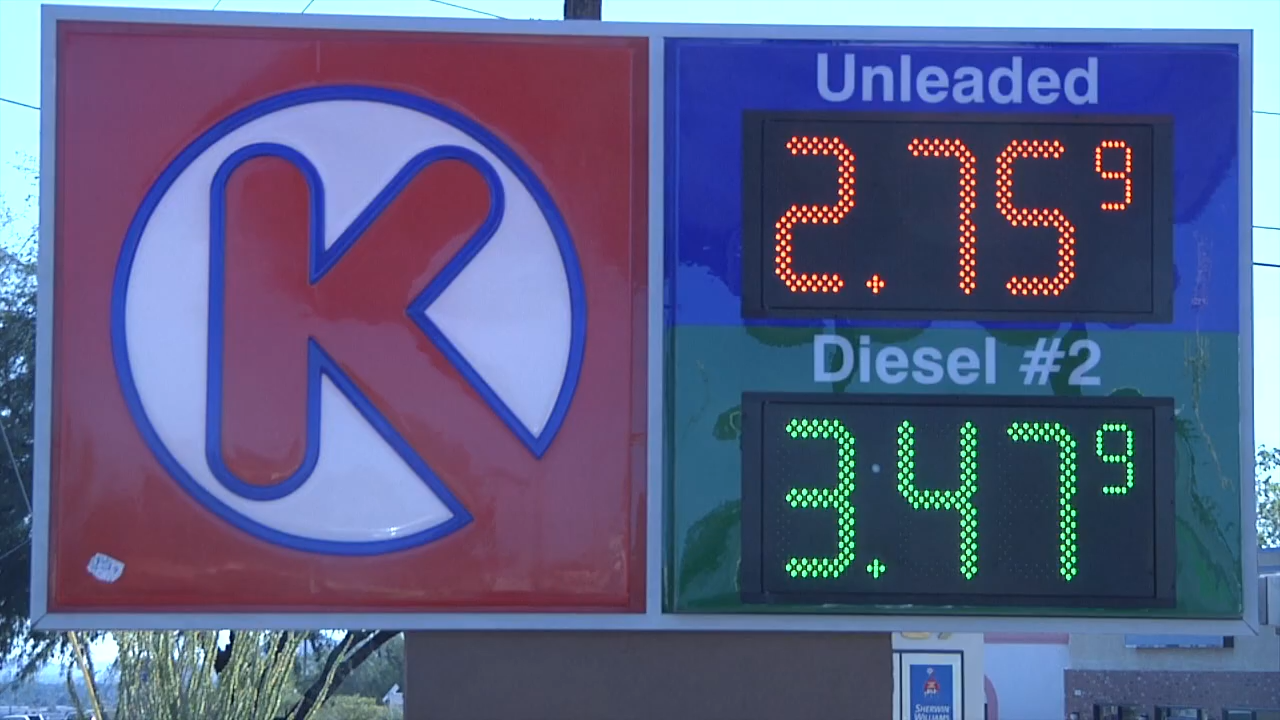 K
Unleaded
2.75 9
Diesel #2
3.47 9
SHERWIN
WILLIAMS